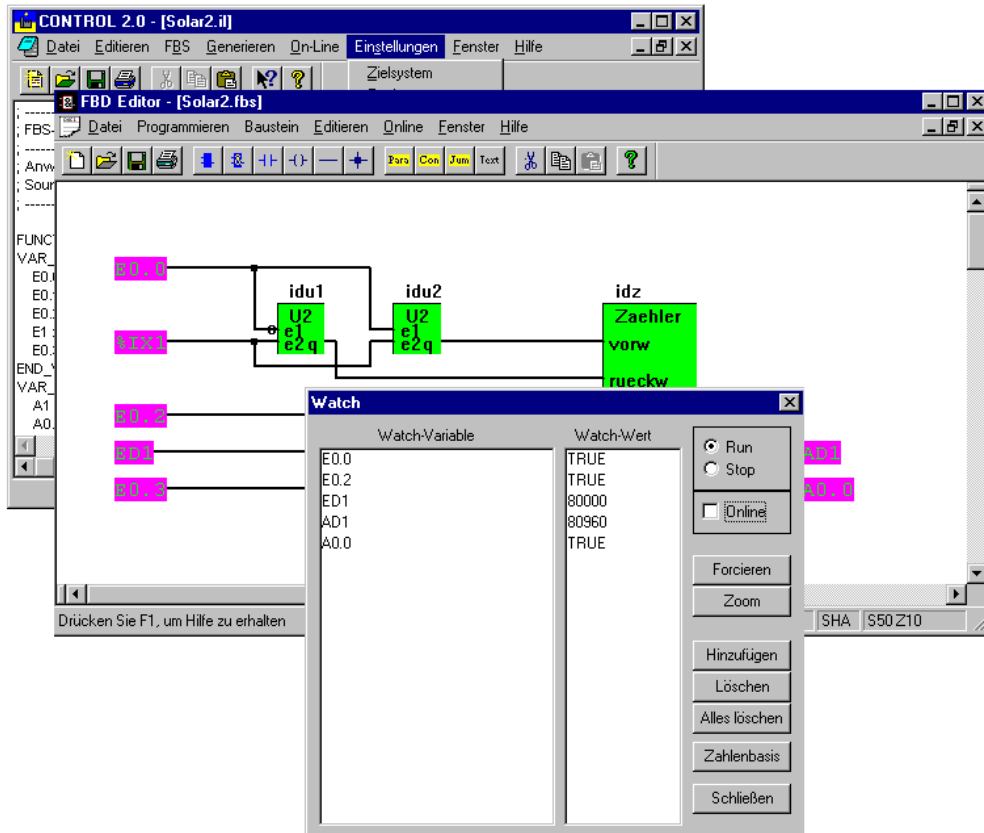 CONTROL 2.0 - [Solar2.il]
Datei Editieren FBS Generieren On-Line Einstellungen Fenster Hilfe
Zielsystem
FBD Editor - [Solar2.fbs]
Datei Programmieren Baustein Editieren Online Fenster Hilfe
Para Con Jum Text
; FBS-
; Anw
; Sour
FUNC
VAR_
E0.
E0.
E0.
E1 :
E0.
END_
VAR_
A1
A0.
E0.0
%IX1
E0.2
ED1
E0.3
idu1
U2
e1
e2 q
idu2
U2
e1
e2 q
idz
Zaehler
vorw
rueckw
AD1
A0.0
Watch
Watch-Variable Watch-Wert
E0.0 TRUE
E0.2 TRUE
ED1 80000
AD1 80960
A0.0 TRUE
Run
Stop
Online
Forcieren
Zoom
Hinzufügen
Löschen
Alles löschen
Zahlenbasis
Schließen
Drücken Sie F1, um Hilfe zu erhalten
SHA S50 Z10